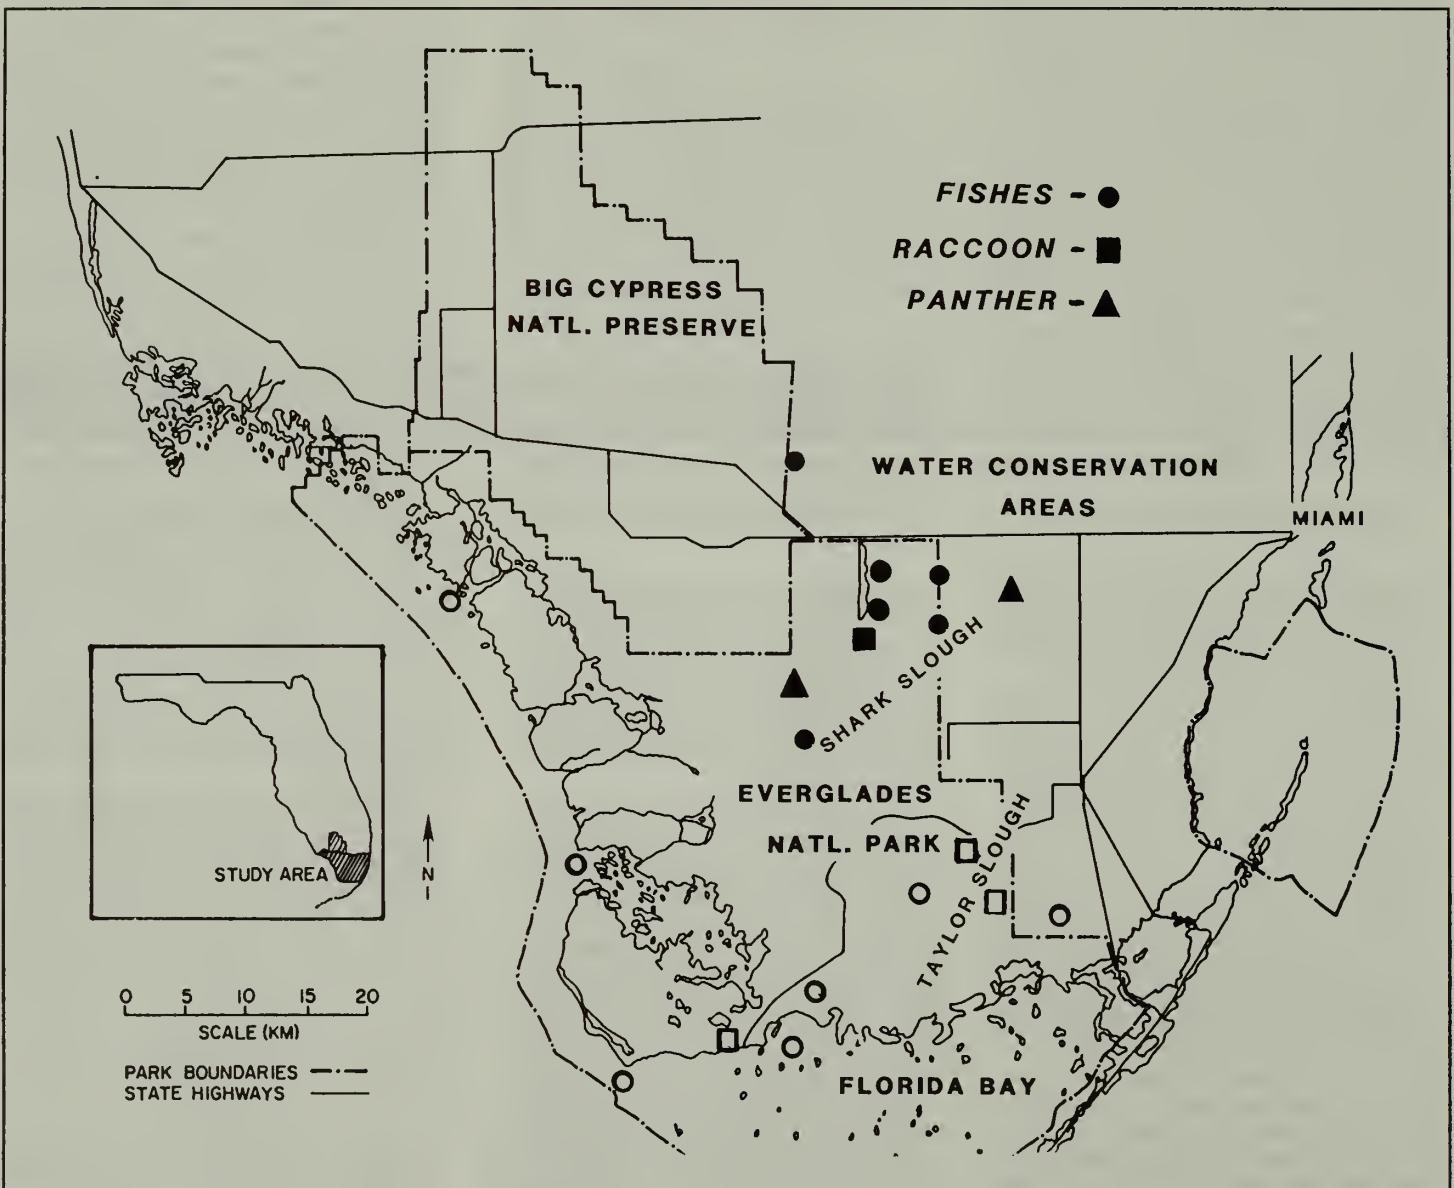 FISHES -
RACCOON -
PANTHER -
BIG CYPRESS
NATL. PRESERVE
WATER CONSERVATION
AREAS
MIAMI
SHARK SLOUGH
EVERGLADES
NATL. PARK
TAYLOR SLOUGH
STUDY AREA
N
0 5 10 15 20
SCALE (KM)
PARK BOUNDARIES
STATE HIGHWAYS
FLORIDA BAY